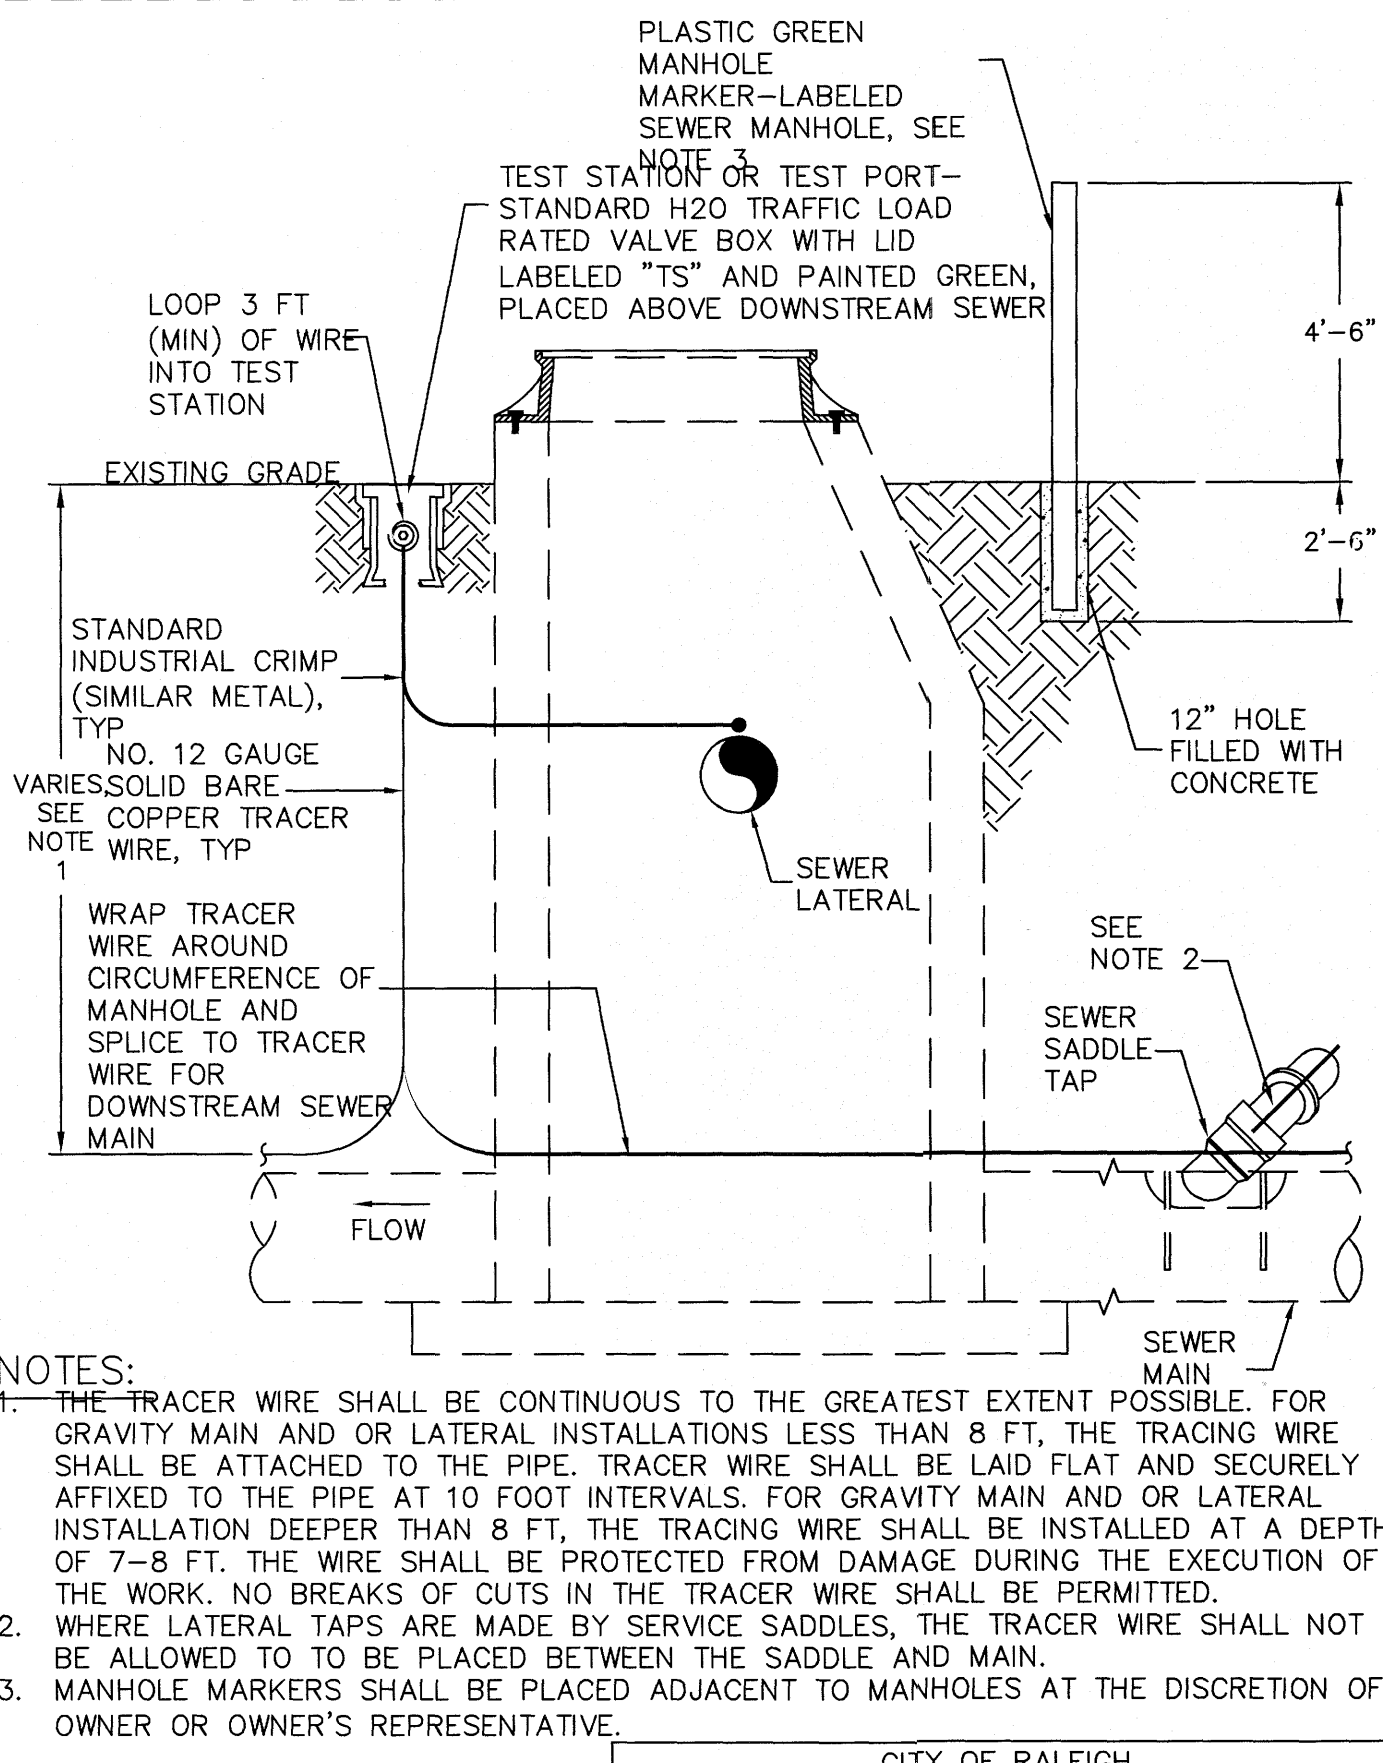 PLASTIC GREEN
MANHOLE
MARKER-LABELED
SEWER MANHOLE, SEE
NOTE 3
TEST STATION OR TEST PORT-
STANDARD H2O TRAFFIC LOAD
RATED VALVE BOX WITH LID
LABELED "TS" AND PAINTED GREEN,
PLACED ABOVE DOWNSTREAM SEWER
LOOP 3 FT
(MIN) OF WIRE
INTO TEST
STATION
4'-6"
EXISTING GRADE
2'-6"
STANDARD
INDUSTRIAL CRIMP
(SIMILAR METAL),
TYP
NO. 12 GAUGE
SOLID BARE
COPPER TRACER
WIRE, TYP
VARIES,
SEE
NOTE
1
12" HOLE
FILLED WITH
CONCRETE
SEWER
LATERAL
WRAP TRACER
WIRE AROUND
CIRCUMFERENCE OF
MANHOLE AND
SPLICE TO TRACER
WIRE FOR
DOWNSTREAM SEWER
MAIN
SEE
NOTE 2
SEWER
SADDLE
TAP
FLOW
SEWER
MAIN
NOTES:
1. THE TRACER WIRE SHALL BE CONTINUOUS TO THE GREATEST EXTENT POSSIBLE. FOR
GRAVITY MAIN AND OR LATERAL INSTALLATIONS LESS THAN 8 FT, THE TRACING WIRE
SHALL BE ATTACHED TO THE PIPE. TRACER WIRE SHALL BE LAID FLAT AND SECURELY
AFFIXED TO THE PIPE AT 10 FOOT INTERVALS. FOR GRAVITY MAIN AND OR LATERAL
INSTALLATION DEEPER THAN 8 FT, THE TRACING WIRE SHALL BE INSTALLED AT A DEPTH
OF 7-8 FT. THE WIRE SHALL BE PROTECTED FROM DAMAGE DURING THE EXECUTION OF
THE WORK. NO BREAKS OF CUTS IN THE TRACER WIRE SHALL BE PERMITTED.
2. WHERE LATERAL TAPS ARE MADE BY SERVICE SADDLES, THE TRACER WIRE SHALL NOT
BE ALLOWED TO TO BE PLACED BETWEEN THE SADDLE AND MAIN.
3. MANHOLE MARKERS SHALL BE PLACED ADJACENT TO MANHOLES AT THE DISCRETION OF
OWNER OR OWNER'S REPRESENTATIVE.
CITY OF RALEIGH